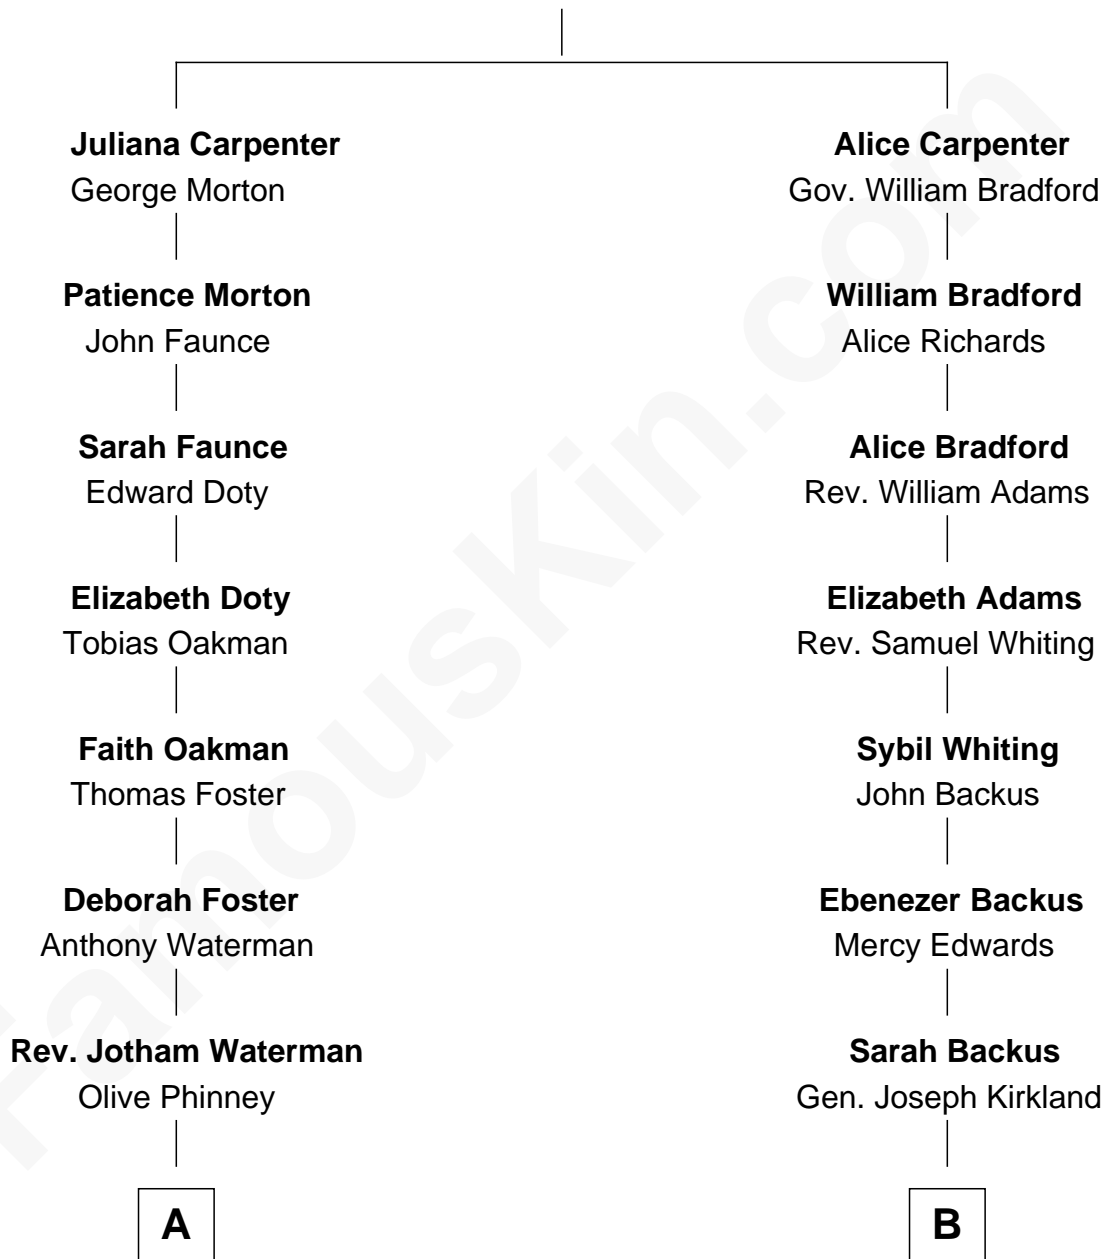 Juliana Carpenter
George Morton
Patience Morton
John Faunce
Sarah Faunce
Edward Doty
Elizabeth Doty
Tobias Oakman
Faith Oakman
Thomas Foster
Deborah Foster
Anthony Waterman
Rev. Jotham Waterman
Olive Phinney
A
Alice Carpenter
Gov. William Bradford
William Bradford
Alice Richards
Alice Bradford
Rev. William Adams
Elizabeth Adams
Rev. Samuel Whiting
Sybil Whiting
John Backus
Ebenezer Backus
Mercy Edwards
Sarah Backus
Gen. Joseph Kirkland
B
FamousKin.com